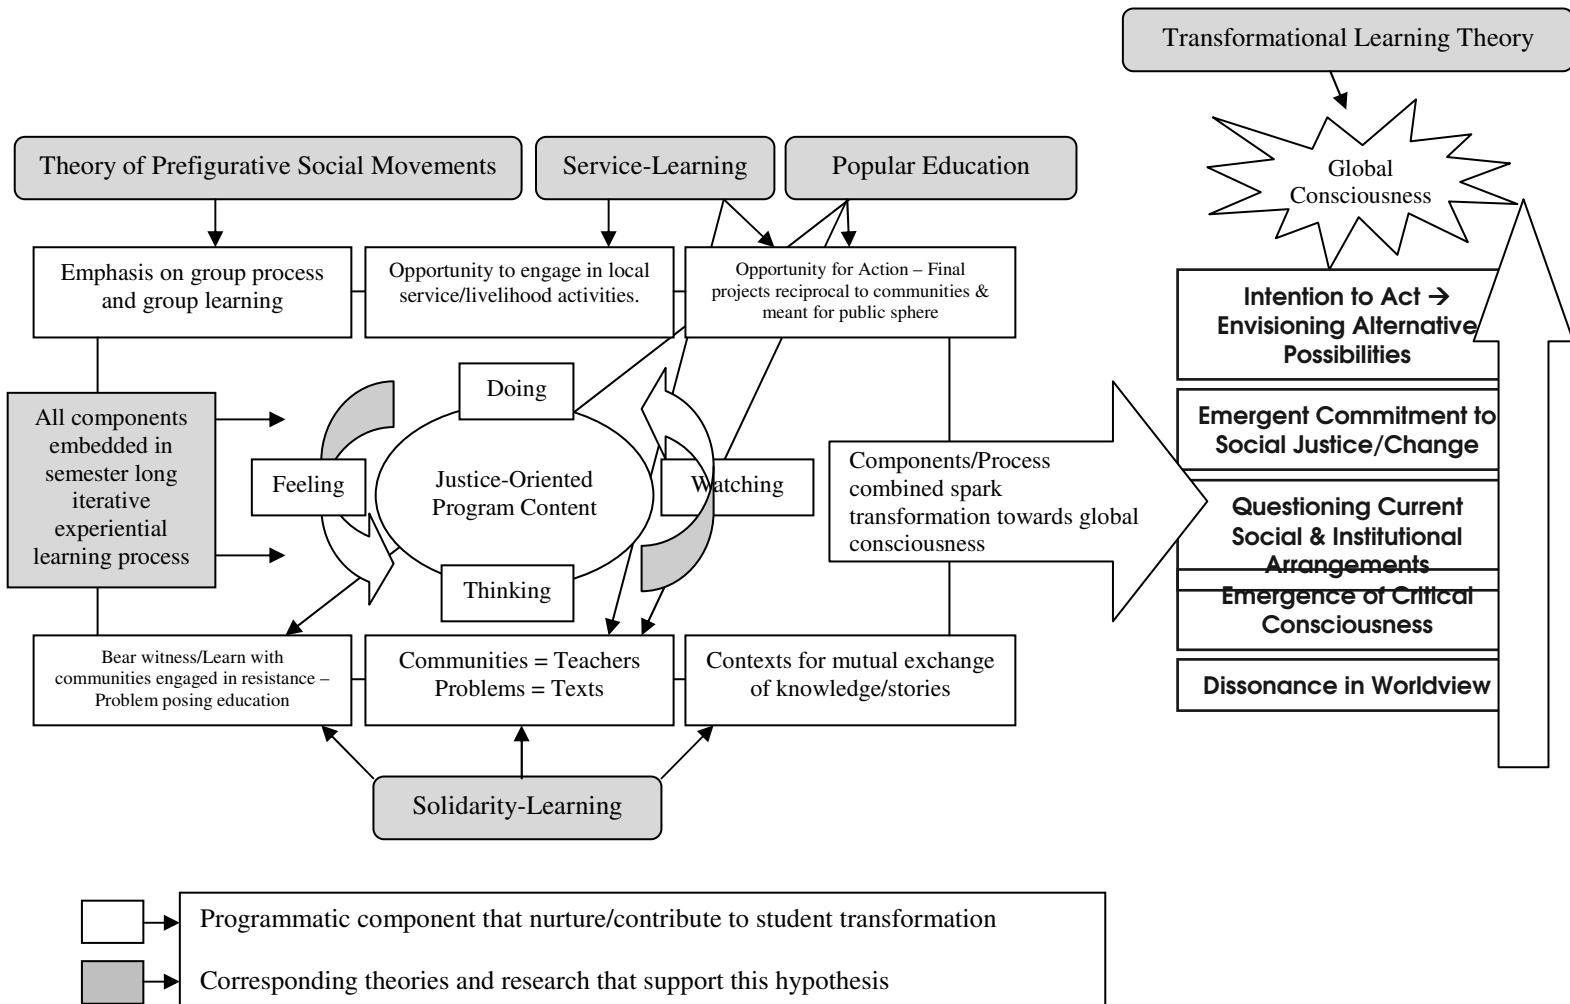 Transformational Learning Theory
Global
Consciousness
Theory of Prefigurative Social Movements
Service-Learning
Popular Education
Emphasis on group process
and group learning
Opportunity to engage in local
service/livelihood activities.
Opportunity for Action – Final
projects reciprocal to communities &
meant for public sphere
All components
embedded in
semester long
iterative
experiential
learning process
Doing
Feeling
Justice-Oriented
Program Content
Watching
Thinking
Components/Process
combined spark
transformation towards global
consciousness
Intention to Act →
Envisioning Alternative
Possibilities
Emergent Commitment to
Social Justice/Change
Questioning Current
Social & Institutional
Arrangements
Emergence of Critical
Consciousness
Dissonance in Worldview
Bear witness/Learn with
communities engaged in resistance –
Problem posing education
Communities = Teachers
Problems = Texts
Contexts for mutual exchange
of knowledge/stories
Solidarity-Learning
Programmatic component that nurture/contribute to student transformation
Corresponding theories and research that support this hypothesis